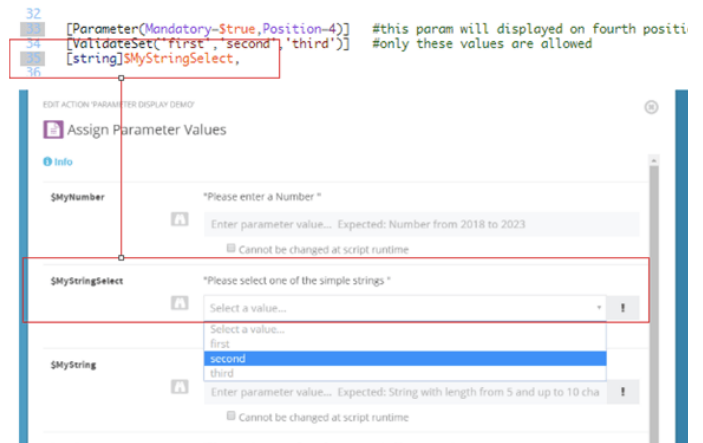 32
33 [Parameter(Mandatory=$true,Position=4)] #this param will displayed on fourth positi
34 [ValidateSet('first','second','third')] #only these values are allowed
35 [string]$MyStringSelect,
36
EDIT ACTION 'PARAMETER DISPLAY DEMO'
Assign Parameter Values
Info
$MyNumber
"Please enter a Number "
Enter parameter value... Expected: Number from 2018 to 2023
Cannot be changed at script runtime
$MyStringSelect
"Please select one of the simple strings "
Select a value... !
Select a value...
first
second
third
$MyString
Enter parameter value... Expected: String with length from 5 and up to 10 cha !
Cannot be changed at script runtime